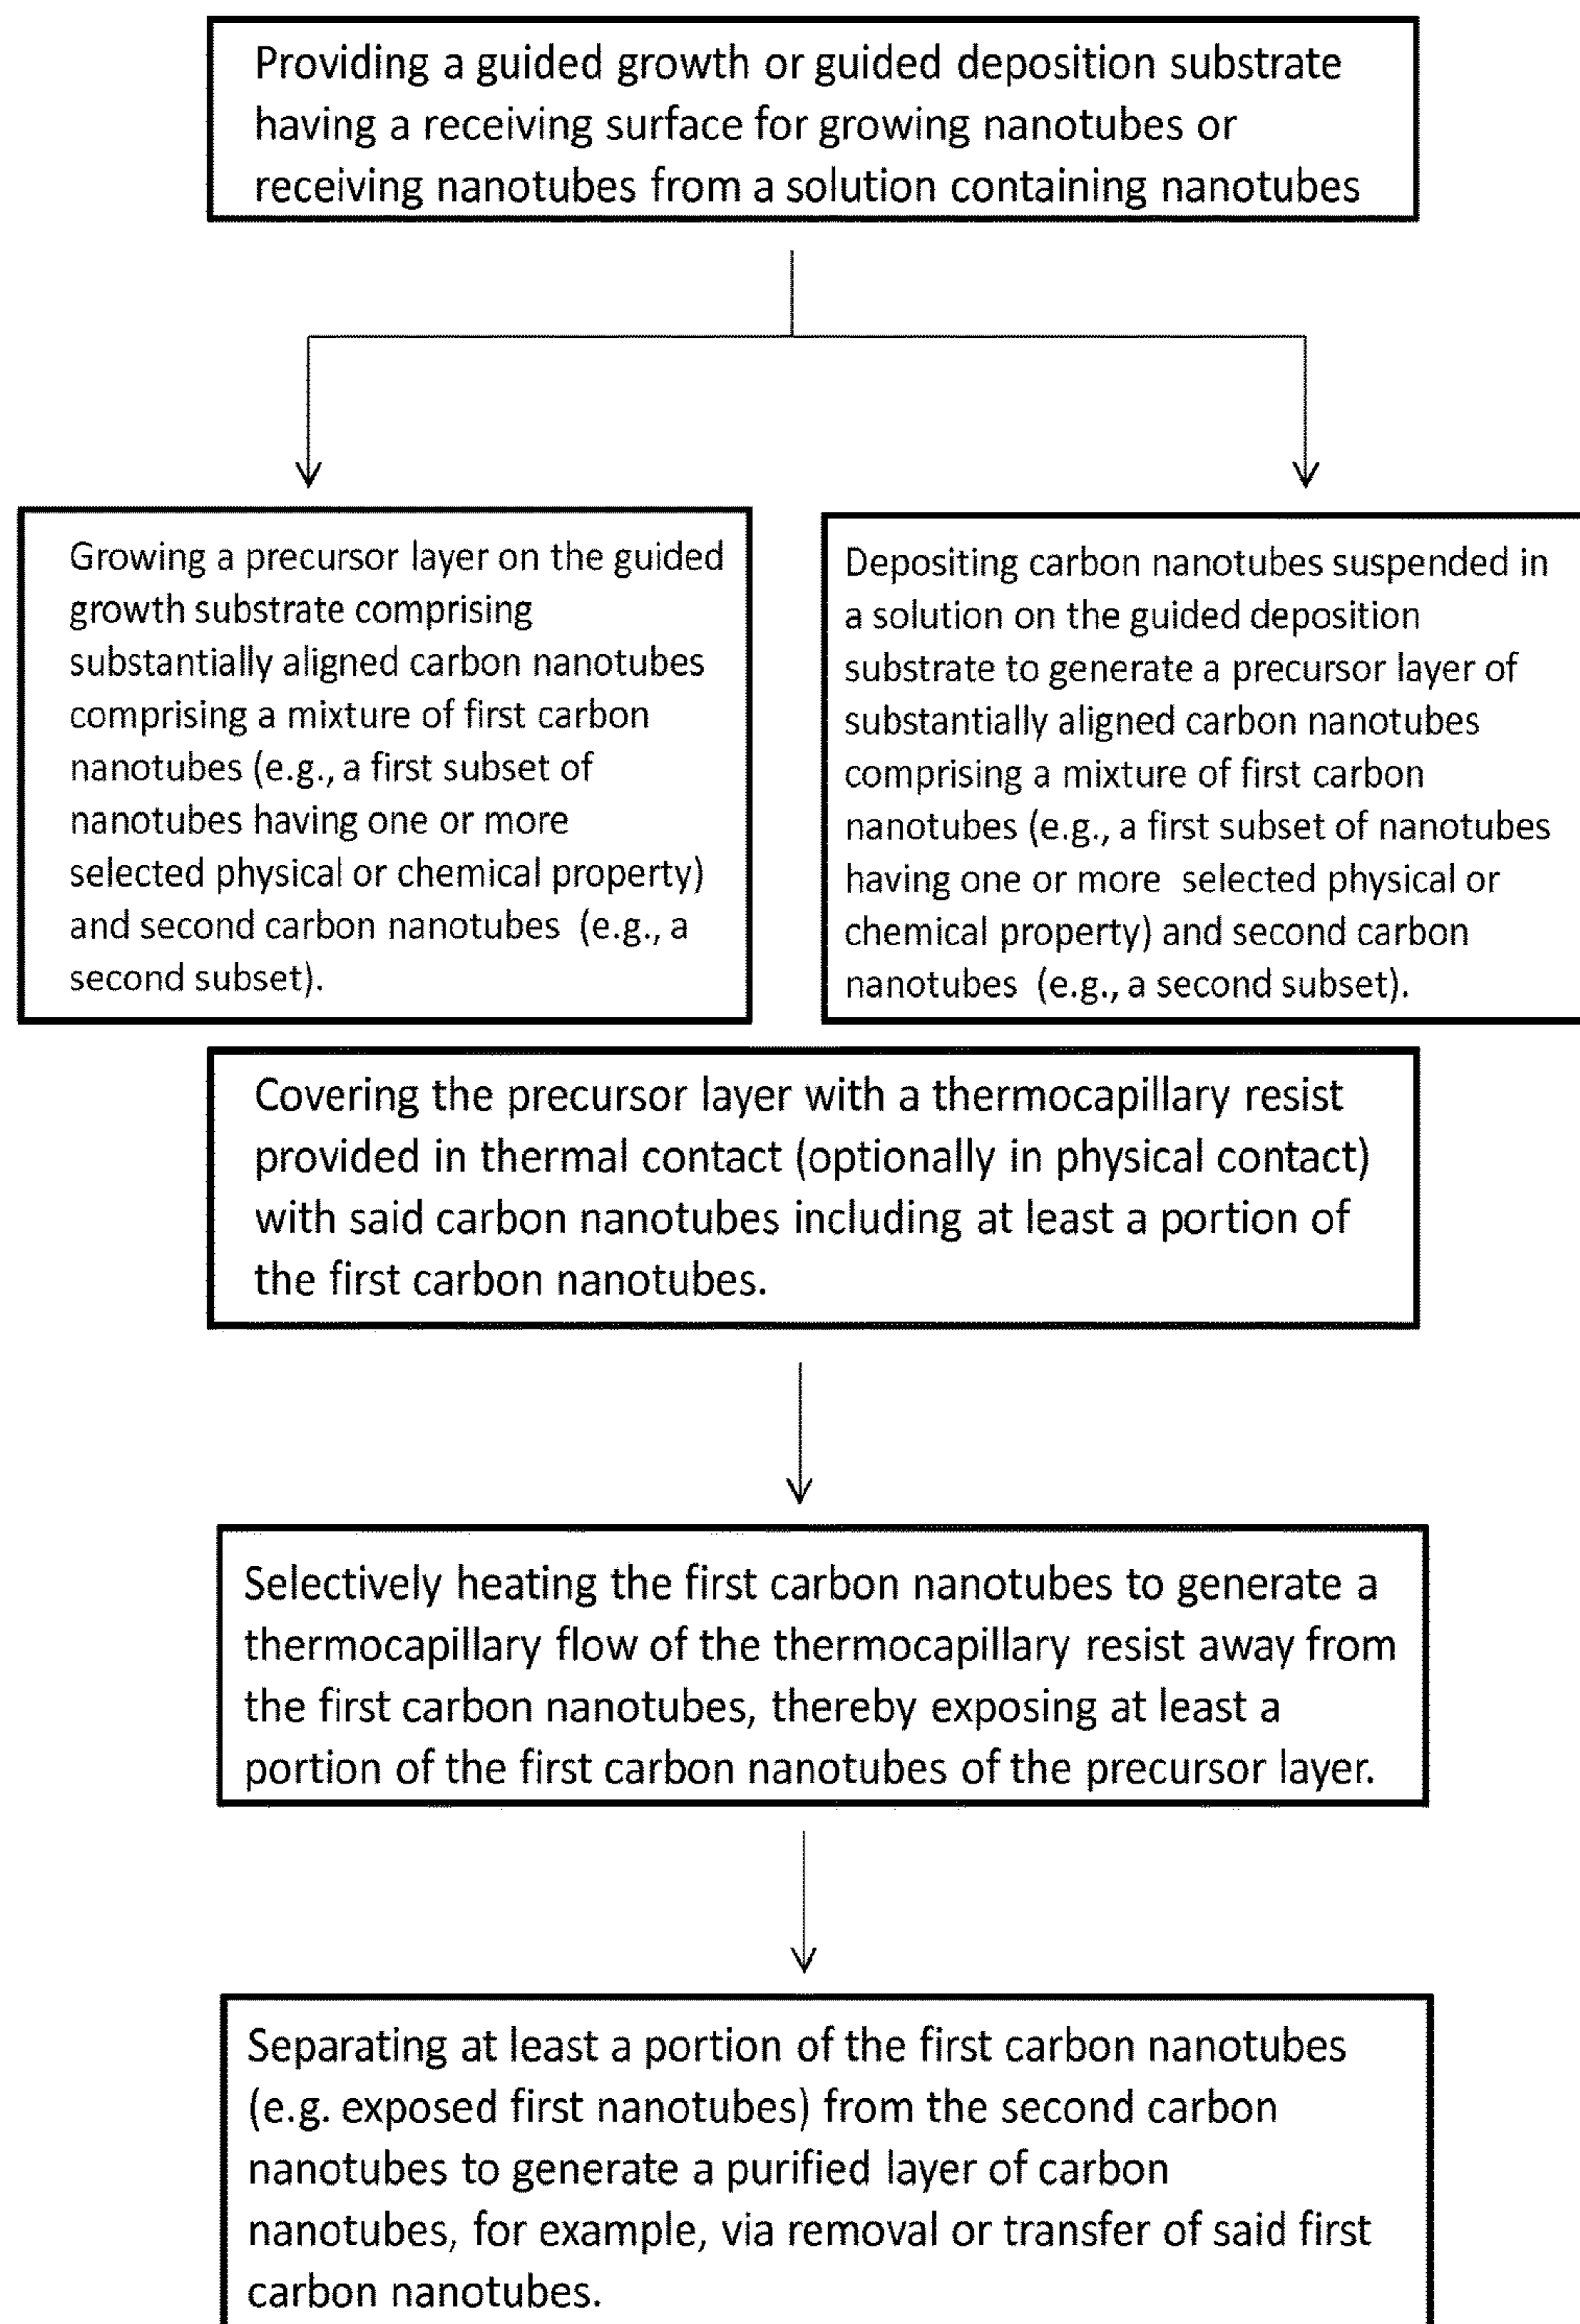 Providing a guided growth or guided deposition substrate
having a receiving surface for growing nanotubes or
receiving nanotubes from a solution containing nanotubes
Growing a precursor layer on the guided
growth substrate comprising
substantially aligned carbon nanotubes
comprising a mixture of first carbon
nanotubes (e.g., a first subset of
nanotubes having one or more
selected physical or chemical property)
and second carbon nanotubes  (e.g., a
second subset).
Depositing carbon nanotubes suspended in
a solution on the guided deposition
substrate to generate a precursor layer of
substantially aligned carbon nanotubes
comprising a mixture of first carbon
nanotubes (e.g., a first subset of nanotubes
having one or more  selected physical or
chemical property) and second carbon
nanotubes  (e.g., a second subset).
Covering the precursor layer with a thermocapillary resist
provided in thermal contact (optionally in physical contact)
with said carbon nanotubes including at least a portion of
the first carbon nanotubes.
Selectively heating the first carbon nanotubes to generate a
thermocapillary flow of the thermocapillary resist away from
the first carbon nanotubes, thereby exposing at least a
portion of the first carbon nanotubes of the precursor layer.
Separating at least a portion of the first carbon nanotubes
(e.g. exposed first nanotubes) from the second carbon
nanotubes to generate a purified layer of carbon
nanotubes, for example, via removal or transfer of said first
carbon nanotubes.